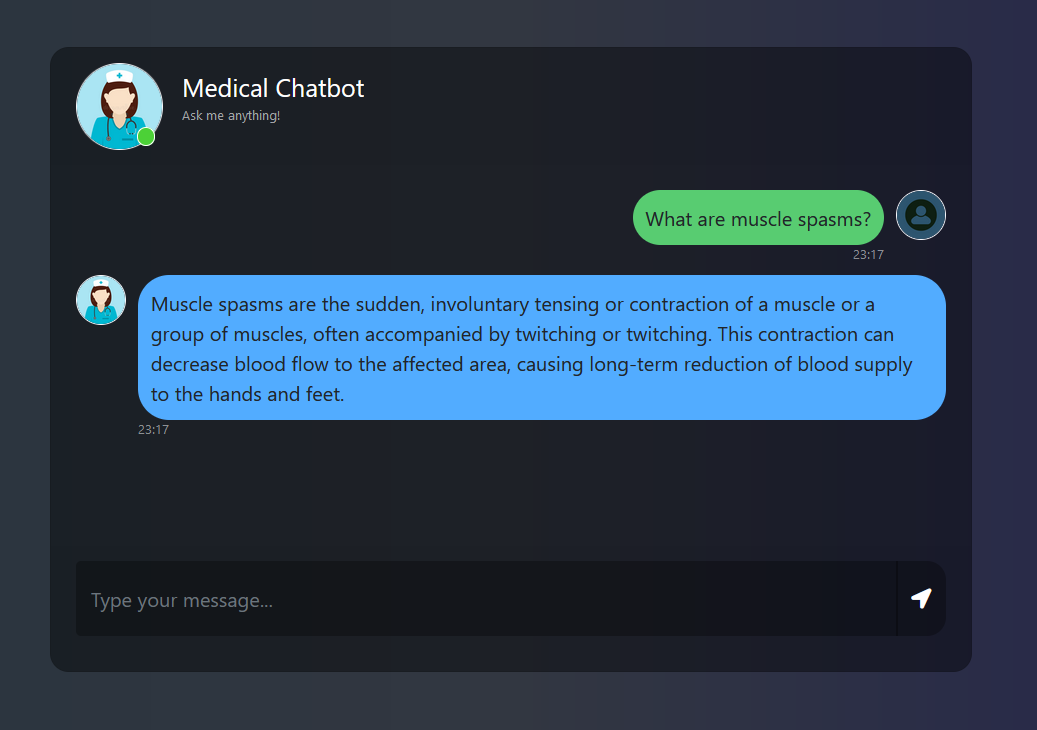 Medical Chatbot
Ask me anything!
What are muscle spasms?
23:17
Muscle spasms are the sudden, involuntary tensing or contraction of a muscle or a
group of muscles, often accompanied by twitching or twitching. This contraction can
decrease blood flow to the affected area, causing long-term reduction of blood supply
to the hands and feet.
23:17
Type your message...